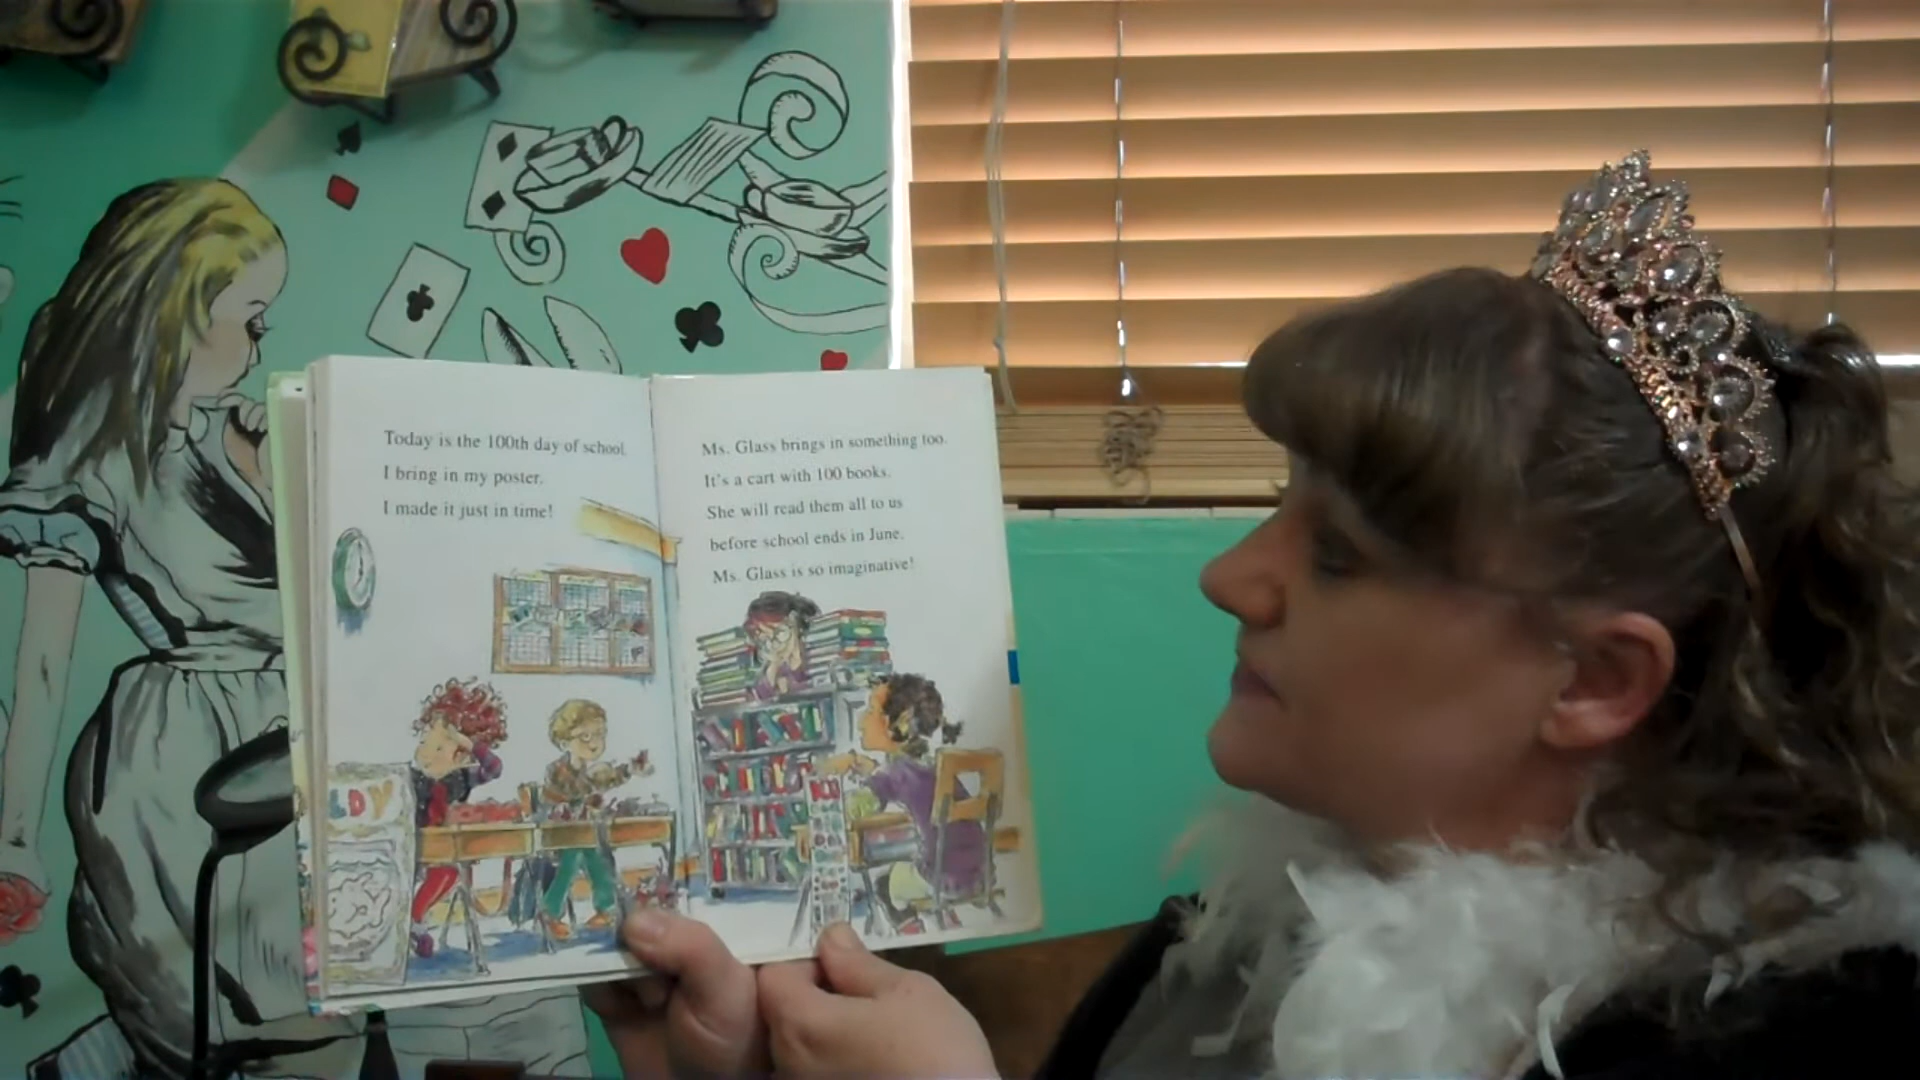 Today is the 100th day of school.
I bring in my poster.
I made it just in time!
Ms. Glass brings in something too.
It's a cart with 100 books.
She will read them all to us
before school ends in June.
Ms. Glass is so imaginative!
LDY
100